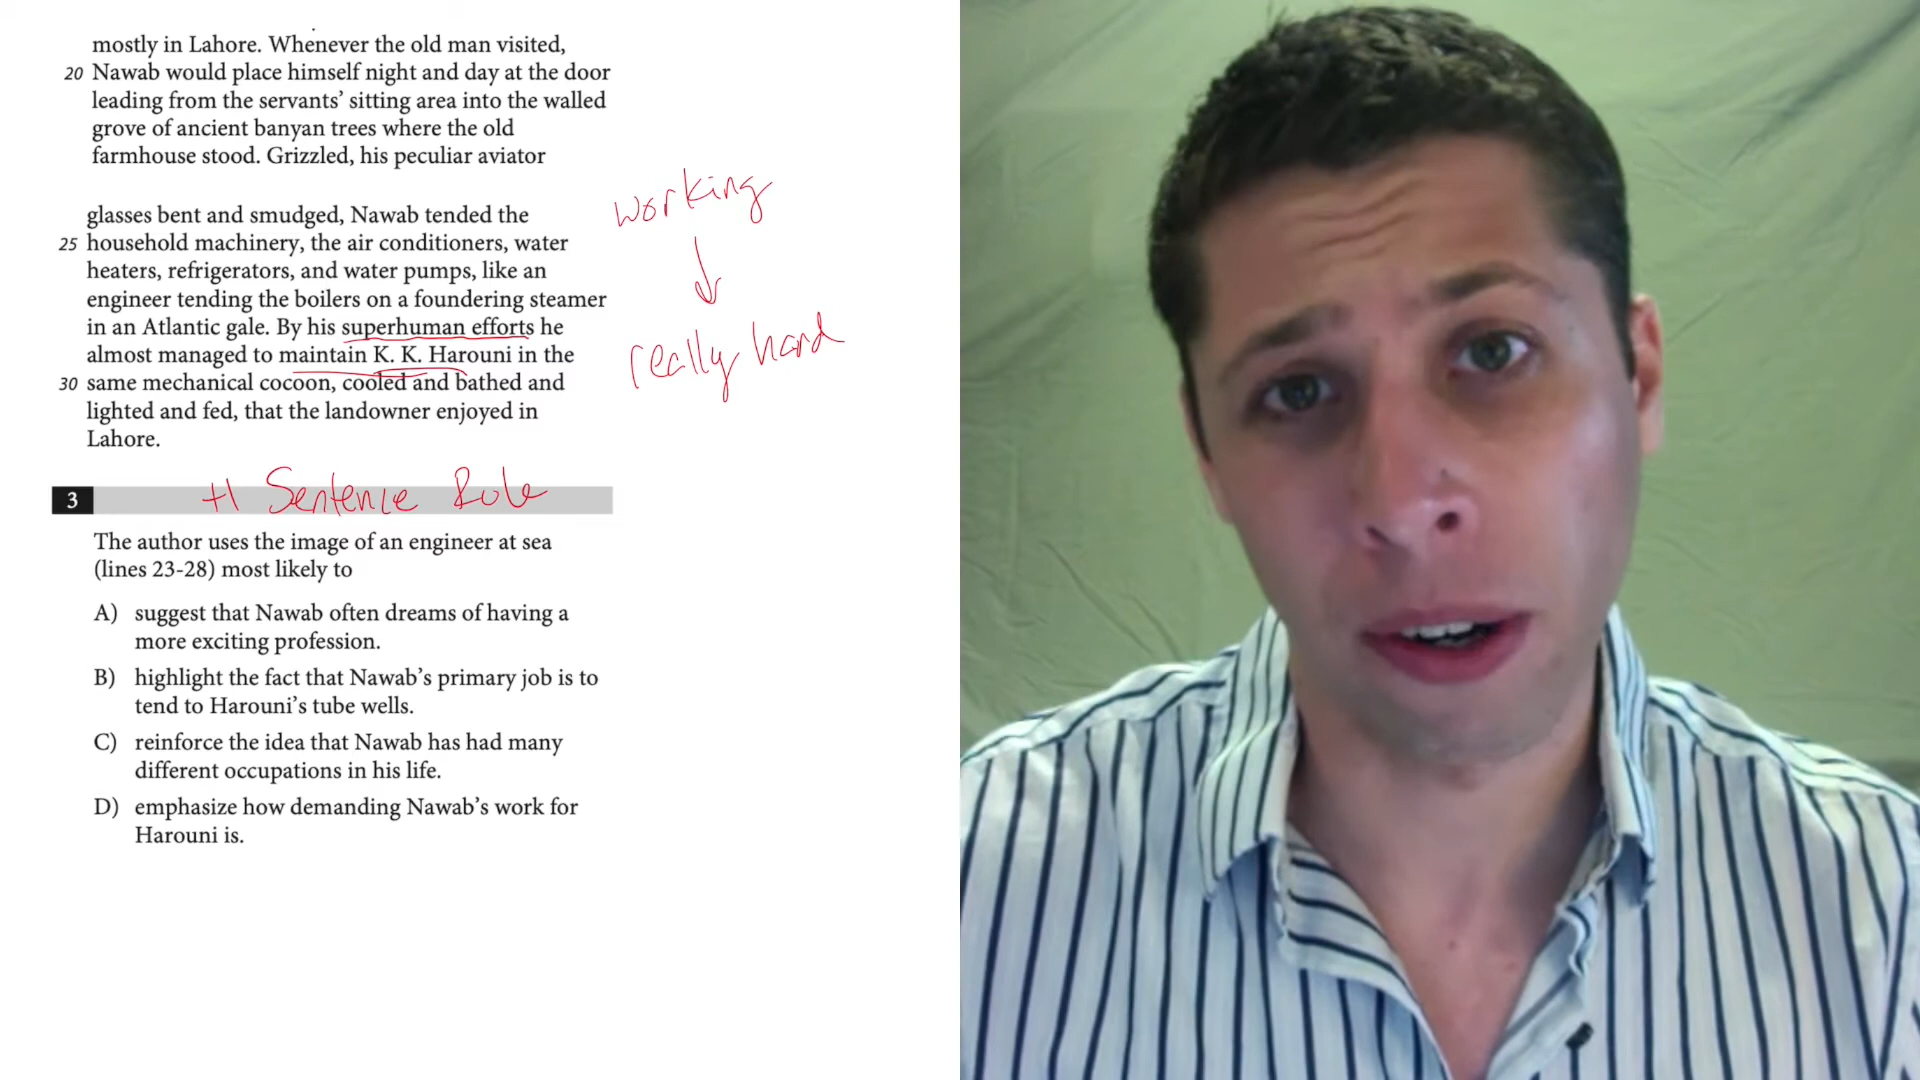 mostly in Lahore. Whenever the old man visited,
20 Nawab would place himself night and day at the door
leading from the servants’ sitting area into the walled
grove of ancient banyan trees where the old
farmhouse stood. Grizzled, his peculiar aviator
glasses bent and smudged, Nawab tended the
25 household machinery, the air conditioners, water
heaters, refrigerators, and water pumps, like an
engineer tending the boilers on a foundering steamer
in an Atlantic gale. By his superhuman efforts he
almost managed to maintain K. K. Harouni in the
30 same mechanical cocoon, cooled and bathed and
lighted and fed, that the landowner enjoyed in
Lahore.
working
really hard
3 +1 Sentence Rule
The author uses the image of an engineer at sea
(lines 23-28) most likely to
A) suggest that Nawab often dreams of having a
more exciting profession.
B) highlight the fact that Nawab’s primary job is to
tend to Harouni’s tube wells.
C) reinforce the idea that Nawab has had many
different occupations in his life.
D) emphasize how demanding Nawab’s work for
Harouni is.